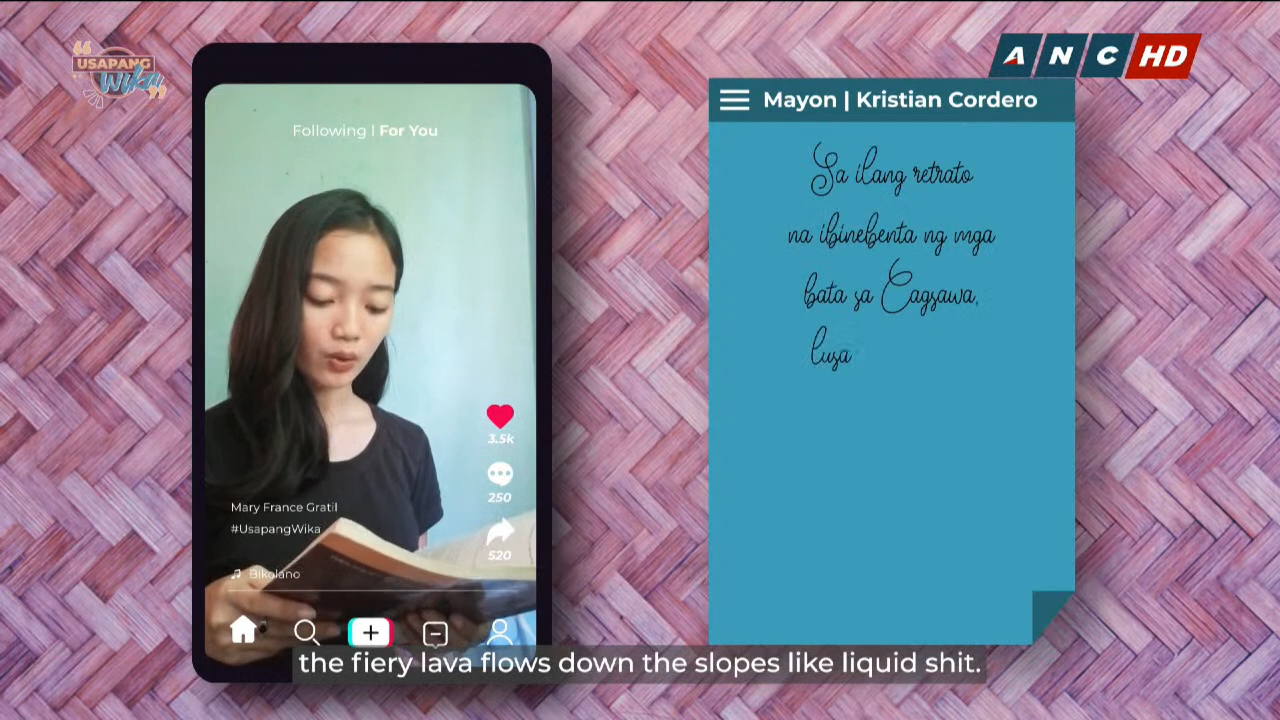 “ USAPANG Wika ”
ANC HD
Following | For You
Mayon | Kristian Cordero
Sa ilang retrato
na ibinebenta ng mga
bata sa Cagsawa,
lusa
3.5k
250
520
Mary France Gratil
#UsapangWika
Bikolano
the fiery lava flows down the slopes like liquid shit.